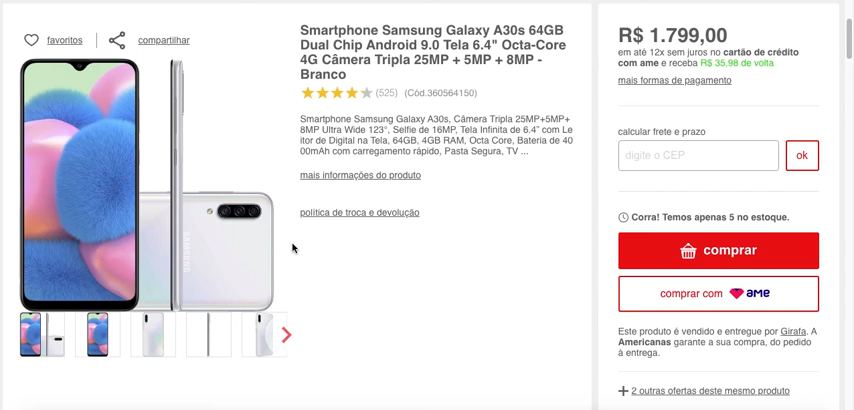 favoritos
compartilhar
SAMSUNG
Smartphone Samsung Galaxy A30s 64GB
Dual Chip Android 9.0 Tela 6.4" Octa-Core
4G Câmera Tripla 25MP + 5MP + 8MP -
Branco
(525) (Cód.360564150)
Smartphone Samsung Galaxy A30s, Câmera Tripla 25MP+5MP+
8MP Ultra Wide 123°, Selfie de 16MP, Tela Infinita de 6.4" com Le
itor de Digital na Tela, 64GB, 4GB RAM, Octa Core, Bateria de 40
00mAh com carregamento rápido, Pasta Segura, TV ...
mais informações do produto
política de troca e devolução
R$ 1.799,00
em até 12x sem juros no cartão de crédito
com ame e receba R$ 35,98 de volta
mais formas de pagamento
calcular frete e prazo
digite o CEP
ok
Corra! Temos apenas 5 no estoque.
comprar
comprar com ame
Este produto é vendido e entregue por Girafa. A
Americanas garante a sua compra, do pedido
à entrega.
2 outras ofertas deste mesmo produto